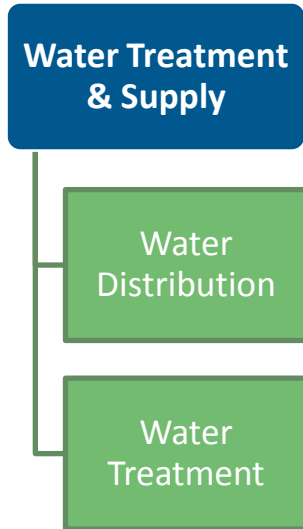 Water Treatment
& Supply
Water
Distribution
Water
Treatment